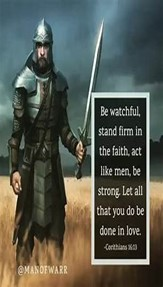 Be watchful,
stand firm in
the faith, act
like men, be
strong. Let all
that you do be
done in love.
-Corithians 16:13
@MANOFWARR